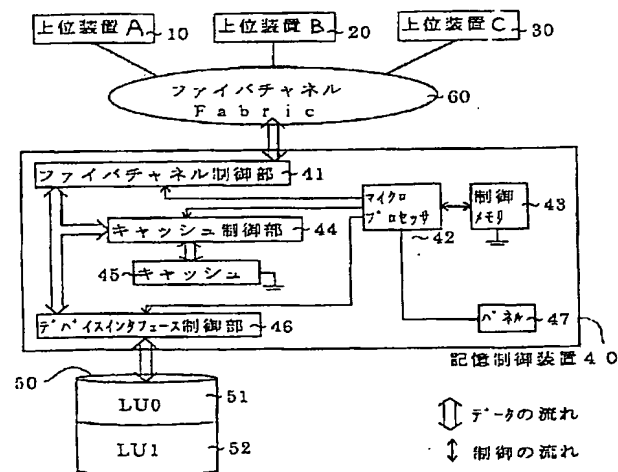 上位装置A 10
上位装置B 20
上位装置C 30
ファイバチャネル
Fabric
60
ファイバチャネル制御部 41
マイクロ
プロセッサ
42
制御
メモリ
43
キャッシュ制御部 44
45 キャッシュ
パネル 47
デバイスインタフェース制御部 46
記憶制御装置40
50
LU0 51
LU1 52
データの流れ
制御の流れ